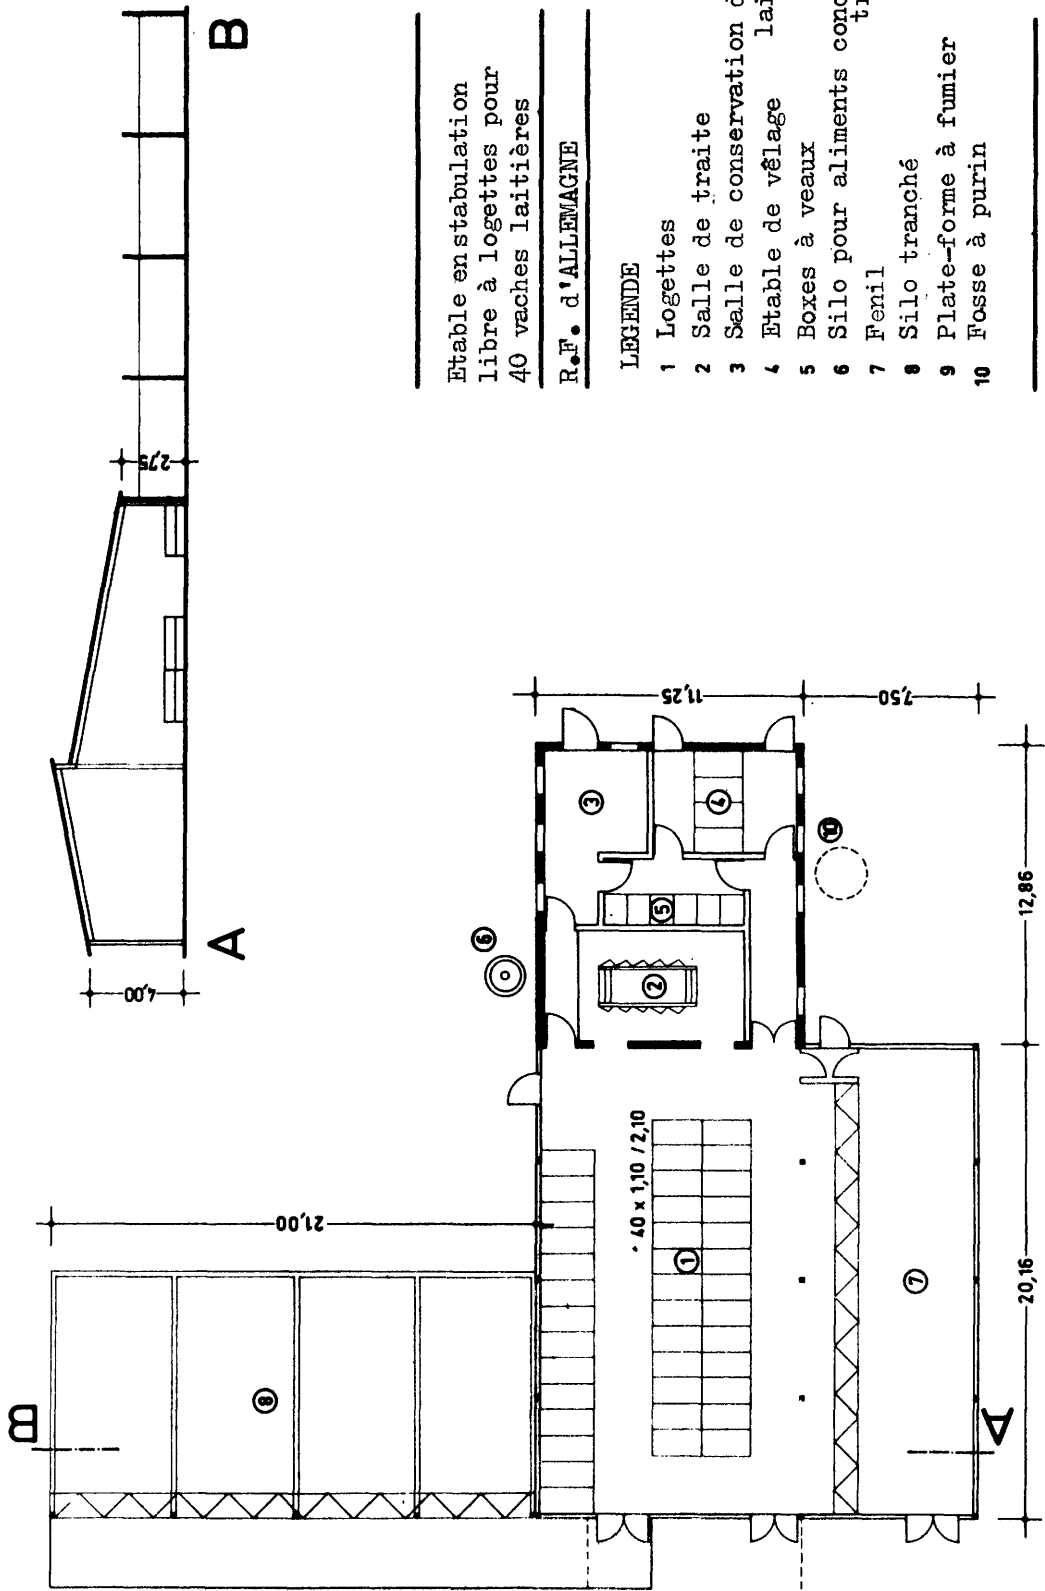 Etable en stabulation
libre à logettes pour
40 vaches laitières
R.F. d'ALLEMAGNE
LEGENDE
1 Logettes
2 Salle de traite
3 Salle de conservation
4 Etable de vêlage
5 Boxes à veaux
6 Silo pour aliments
7 Fenil
8 Silo tranché
9 Plate-forme à fumier
10 Fosse à purin
A
B
4,00
2,75
B
A
21,00
11,25
7,50
12,86
20,16
40 x 1,10 / 2,10
1
2
3
4
5
6
7
8
10